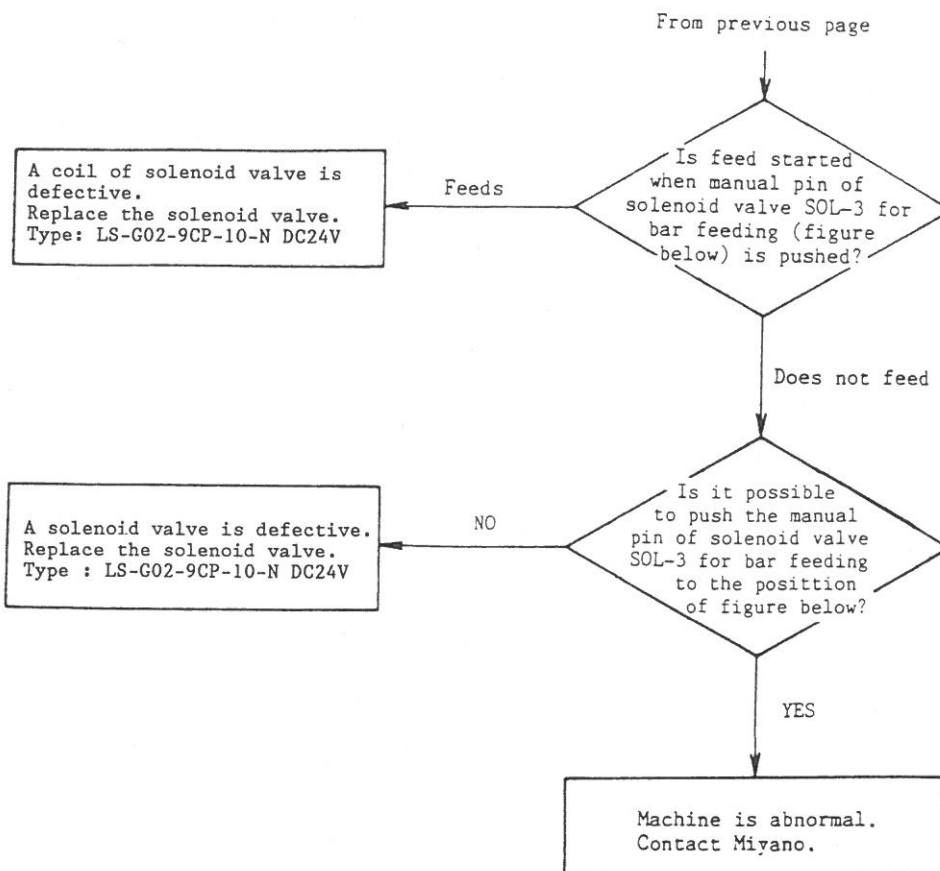 From previous page
Is feed started
when manual pin of
solenoid valve SOL-3 for
bar feeding (figure
below) is pushed?
Feeds
A coil of solenoid valve is
defective.
Replace the solenoid valve.
Type: LS-G02-9CP-10-N DC24V
Does not feed
Is it possible
to push the manual
pin of solenoid valve
SOL-3 for bar feeding
to the posittion
of figure below?
NO
A solenoid valve is defective.
Replace the solenoid valve.
Type : LS-G02-9CP-10-N DC24V
YES
Machine is abnormal.
Contact Miyano.